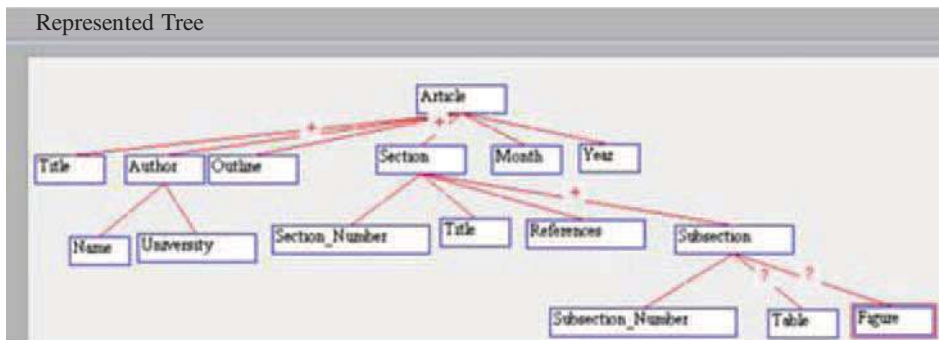 Represented Tree
Article
+
+ ?
Title
Author
Outline
Section
Month
Year
+
Name
University
Section_Number
Title
References
Subsection
?
?
Subsection_Number
Table
Figure